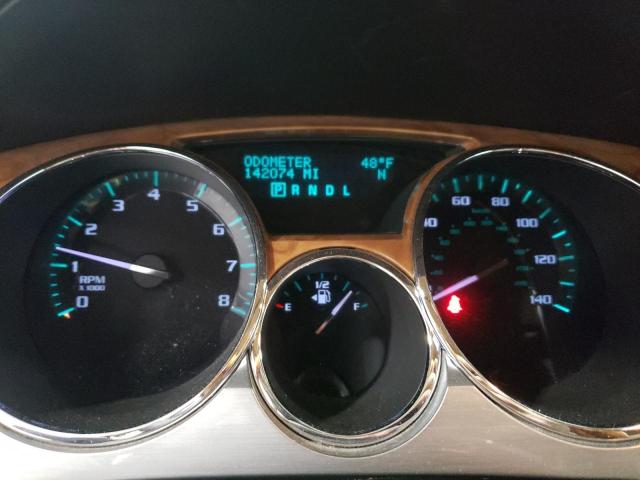 ODOMETER 48°F
142074 MI N
P R N D L
0 1 2 3 4 5 6 7 8
RPM
X 1000
E 1/2 F
60 80 100 120 140